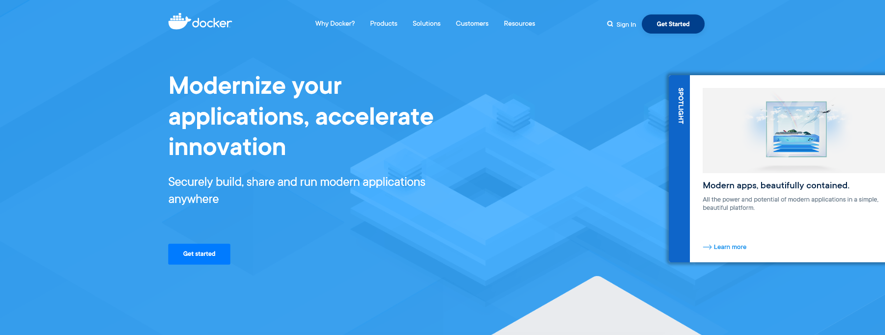 docker
Why Docker?
Products
Solutions
Customers
Resources
Sign In
Get Started
Modernize your
applications, accelerate
innovation
Securely build, share and run modern applications
anywhere
Get started
SPOTLIGHT
Modern apps, beautifully contained.
All the power and potential of modern applications in a simple,
beautiful platform.
Learn more